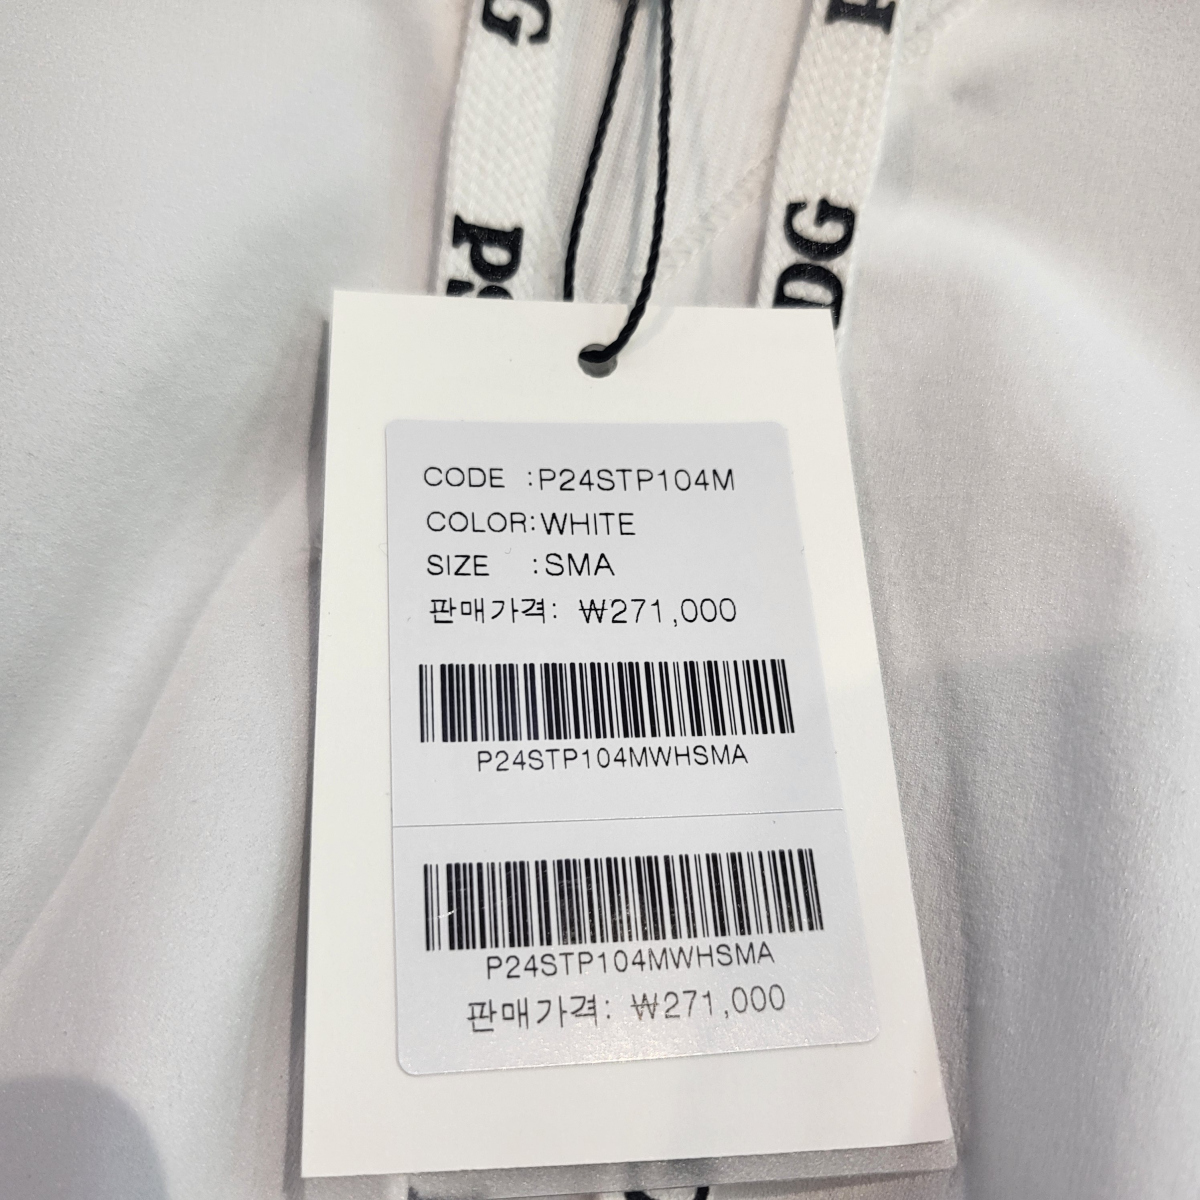 G
P
DG
CODE :P24STP104M
COLOR:WHITE
SIZE :SMA
판매가격: ₩271,000
P24STP104MWHSMA
P24STP104MWHSMA
판매가격: ₩271,000